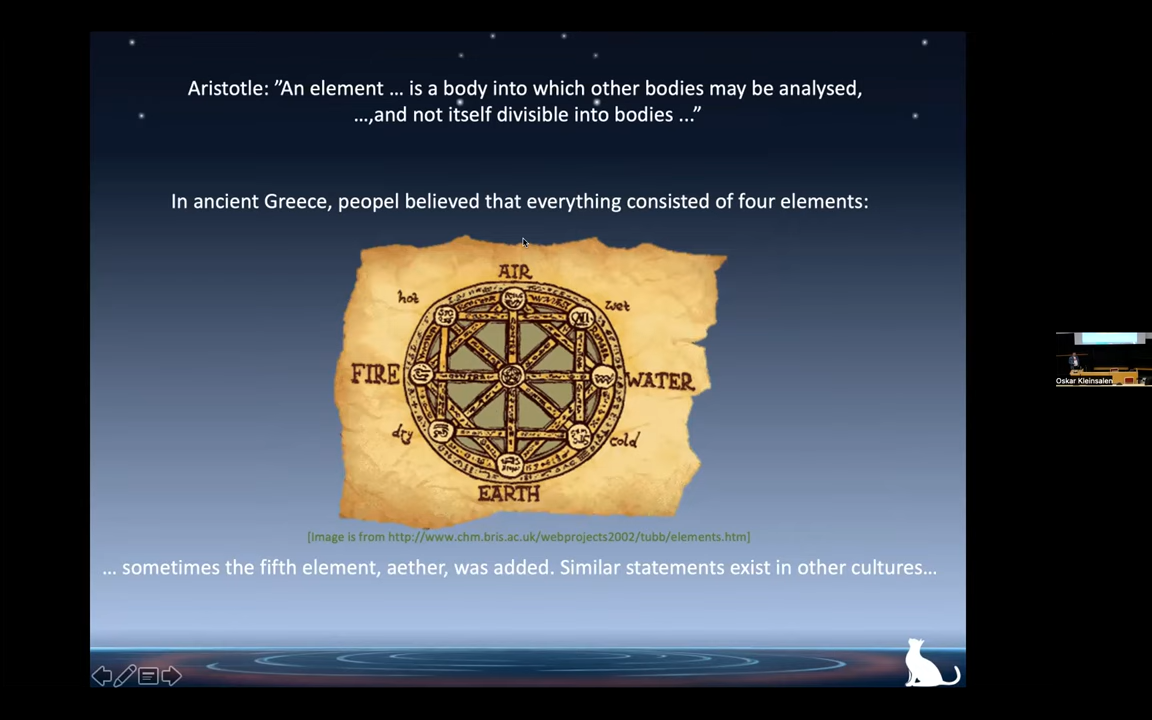 Aristotle: ”An element ... is a body into which other bodies may be analysed,
...,and not itself divisible into bodies ...”
In ancient Greece, peopel believed that everything consisted of four elements:
AIR
hot
wet
FIRE
WATER
dry
cold
EARTH
[Image is from http://www.chm.bris.ac.uk/webprojects2002/tubb/elements.htm]
... sometimes the fifth element, aether, was added. Similar statements exist in other cultures...
Oskar Kleinsalen